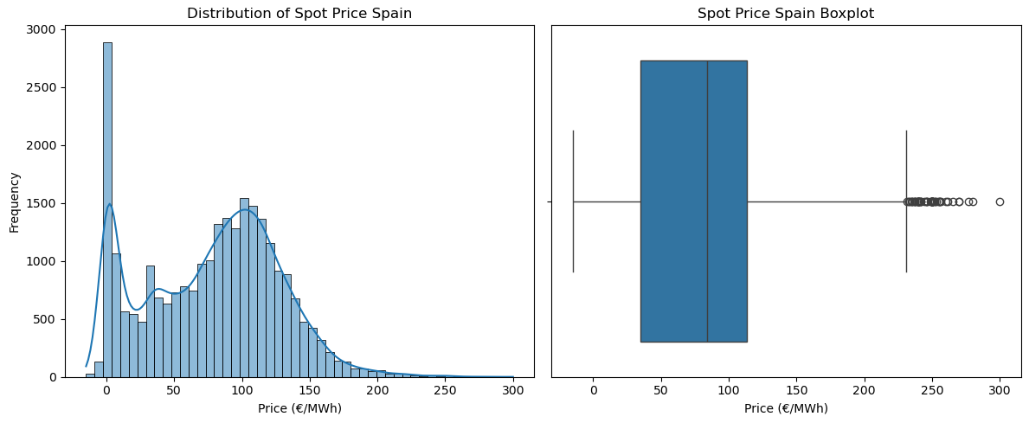 Distribution of Spot Price Spain
3000
2500
2000
1500
1000
500
0
Frequency
0 50 100 150 200 250 300
Price (€/MWh)
Spot Price Spain Boxplot
0 50 100 150 200 250 300
Price (€/MWh)